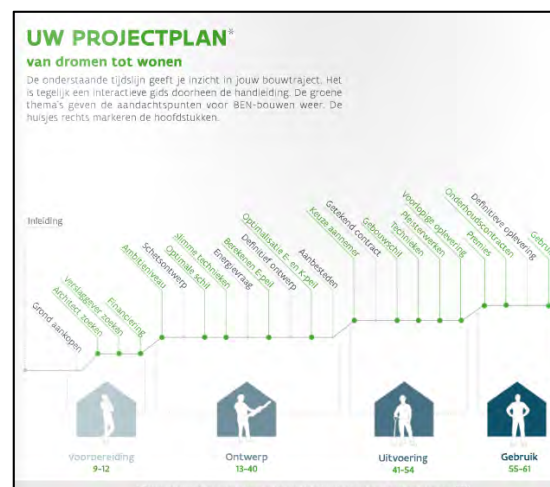 UW PROJECTPLAN*
van dromen tot wonen
De onderstaande tijdslijn geeft je inzicht in jouw bouwtraject. Het
is tegelijk een interactieve gids doorheen de handleiding. De groene
thema's geven de aandachtspunten voor BEN-bouwen weer. De
huisjes rechts markeren de hoofdstukken.
Inleiding
Grond aankopen
Architect zoeken
Verslaggever zoeken
Financiering
Ambitieniveau
Schetsontwerp
Optimale schil
Slimme technieken
Energievraag
Berekenen E-peil
Definitief ontwerp
Optimalisatie E- en K-peil
Aanbesteden
Keuze aannemer
Getekend contract
Gebouwschil
Technieken
Pleisterwerken
Voorlopige oplevering
Premies
Onderhoudscontracten
Definitieve oplevering
Voorbereiding
9-12
Ontwerp
13-40
Uitvoering
41-54
Gebruik
55-61